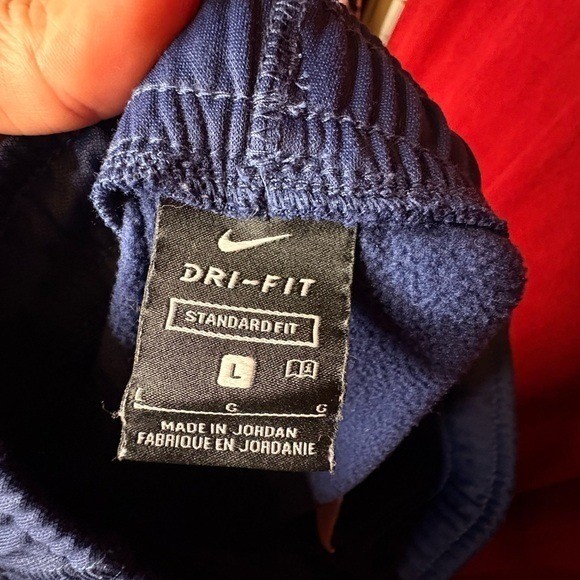 DRI-FIT
STANDARD FIT
L
L G G
MADE IN JORDAN
FABRIQUE EN JORDANIE